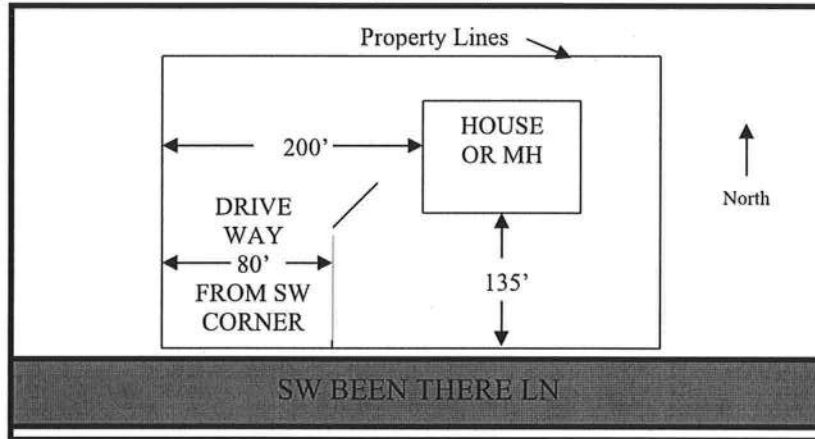 Property Lines
HOUSE
OR MH
200’
North
DRIVE
WAY
80’
FROM SW
CORNER
135’
SW BEEN THERE LN